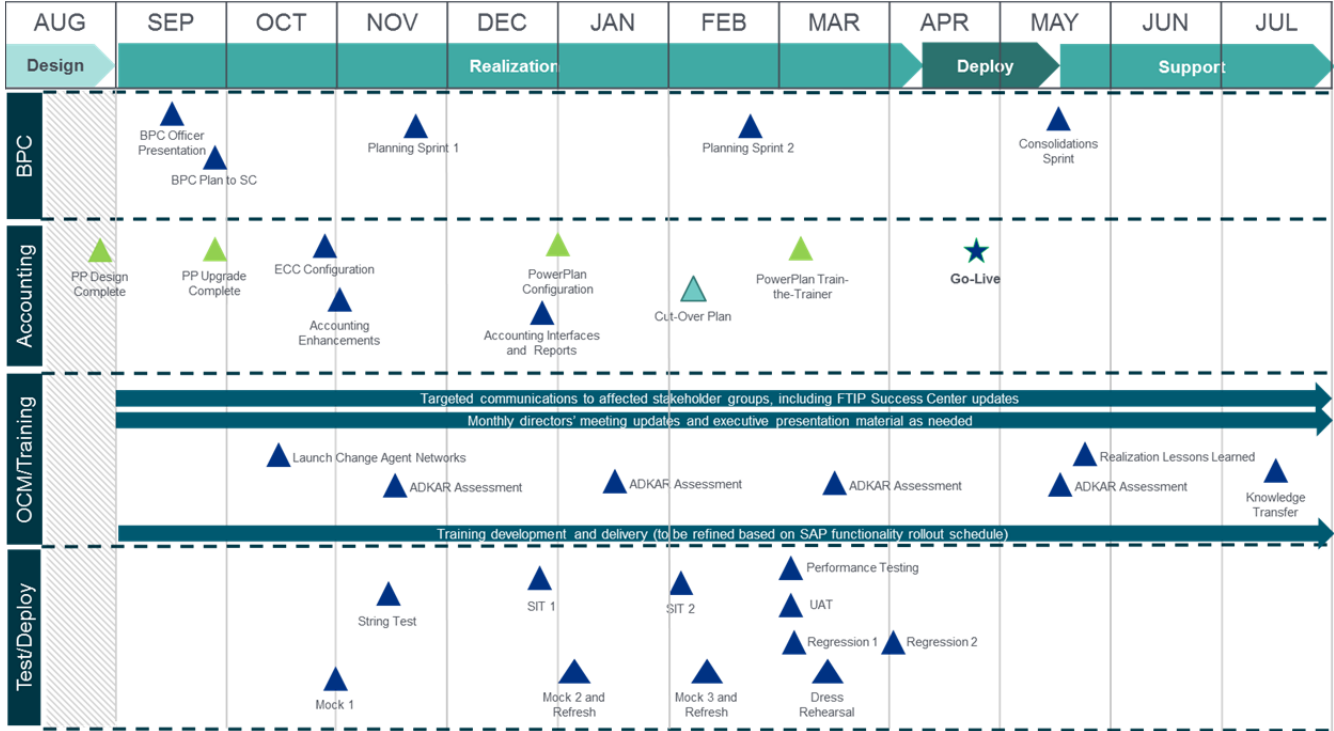 AUG SEP OCT NOV DEC JAN FEB MAR APR MAY JUN JUL
Design Realization Deploy Support
BPC
BPC Officer
Presentation
BPC Plan to SC
Planning Sprint 1
Planning Sprint 2
Consolidations
Sprint
Accounting
PP Design
Complete
PP Upgrade
Complete
ECC Configuration
Accounting
Enhancements
PowerPlan
Configuration
Accounting Interfaces
and Reports
Cut-Over Plan
PowerPlan Train-
the-Trainer
Go-Live
OCM/Training
Targeted communications to affected stakeholder groups, including FTIP Success Center updates
Monthly directors' meeting updates and executive presentation material as needed
Launch Change Agent Networks
Realization Lessons Learned
ADKAR Assessment
ADKAR Assessment
ADKAR Assessment
ADKAR Assessment
Knowledge
Transfer
Training development and delivery (to be refined based on SAP functionality rollout schedule)
Test/Deploy
String Test
SIT 1
SIT 2
Performance Testing
UAT
Regression 1
Regression 2
Mock 1
Mock 2 and
Refresh
Mock 3 and
Refresh
Dress
Rehearsal